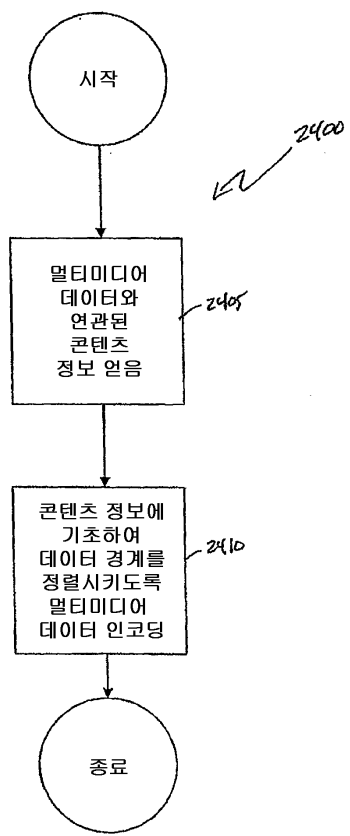 시작
2400
멀티미디어
데이터와
연관된
콘텐츠
정보 얻음
2405
콘텐츠 정보에
기초하여
데이터 경계를
정렬시키도록
멀티미디어
데이터 인코딩
2410
종료